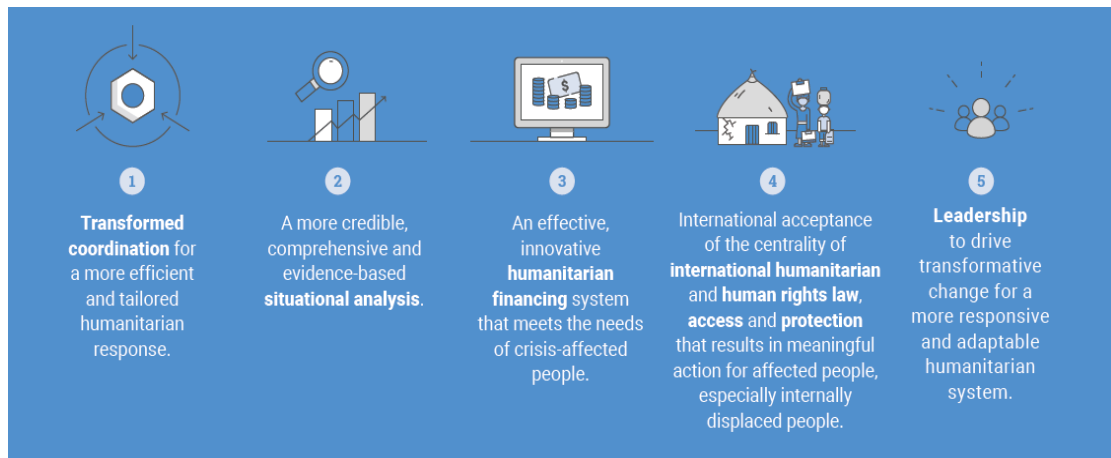 $
1
Transformed
coordination for
a more efficient
and tailored
humanitarian
response.
2
A more credible,
comprehensive and
evidence-based
situational analysis.
3
An effective,
innovative
humanitarian
financing system
that meets the needs
of crisis-affected
people.
4
International acceptance
of the centrality of
international humanitarian
and human rights law,
access and protection
that results in meaningful
action for affected people,
especially internally
displaced people.
5
Leadership
to drive
transformative
change for a
more responsive
and adaptable
humanitarian
system.